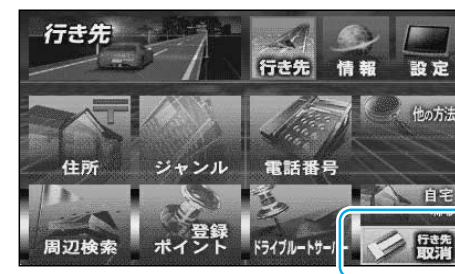 行き先
行き先
情報
設定
住所
ジャンル
電話番号
他の方法
周辺検索
登録
ポイント
ドライブルートサーバー
自宅
行き先
取消